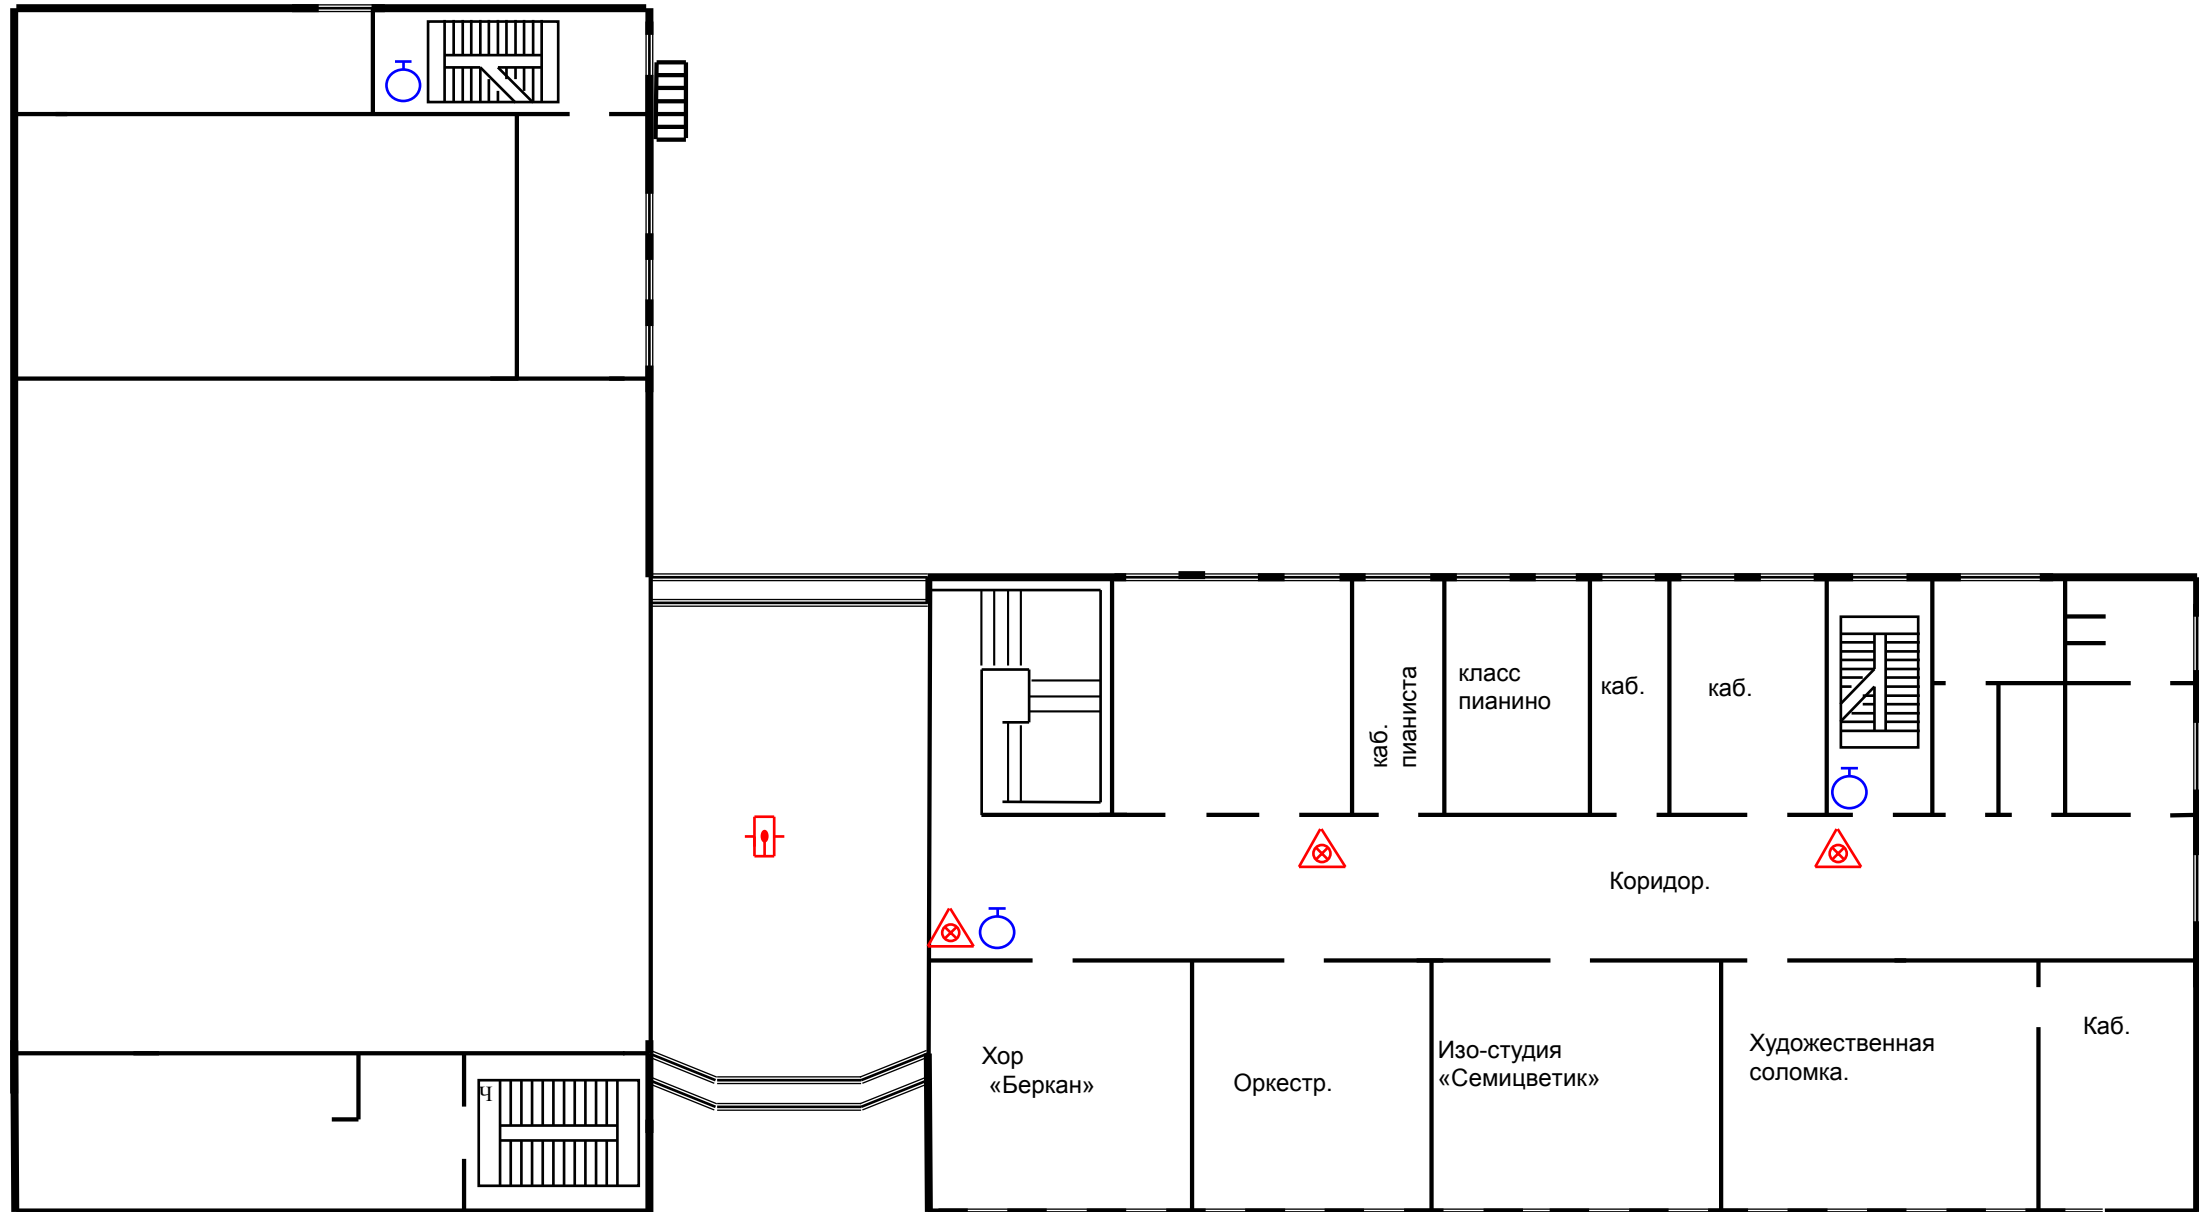 каб.
пианиста
класс
пианино
каб.
каб.
Коридор.
Хор
«Беркан»
Оркестр.
Изо-студия
«Семицветик»
Художественная
соломка.
Каб.
Ч